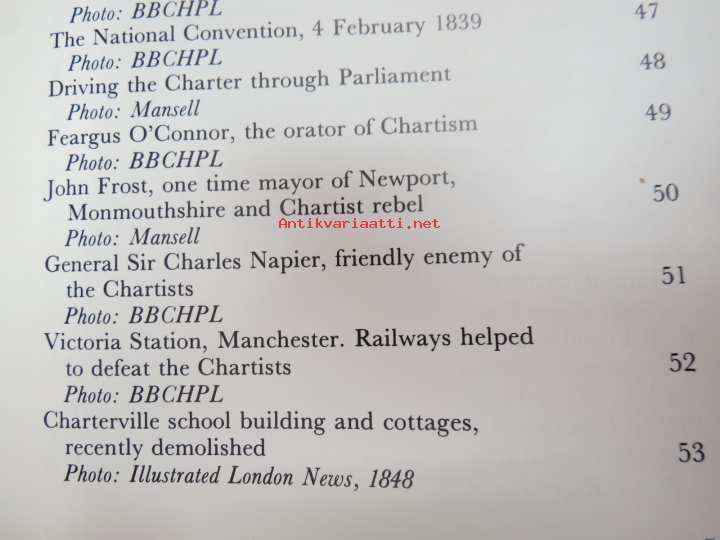 Photo: BBCHPL
The National Convention, 4 February 1839 47
Photo: BBCHPL
Driving the Charter through Parliament 48
Photo: Mansell
Feargus O'Connor, the orator of Chartism 49
Photo: BBCHPL
John Frost, one time mayor of Newport,
Monmouthshire and Chartist rebel 50
Antikvariaatti.net
Photo: Mansell
General Sir Charles Napier, friendly enemy of
the Chartists 51
Photo: BBCHPL
Victoria Station, Manchester. Railways helped
to defeat the Chartists 52
Photo: BBCHPL
Charterville school building and cottages,
recently demolished 53
Photo: Illustrated London News, 1848